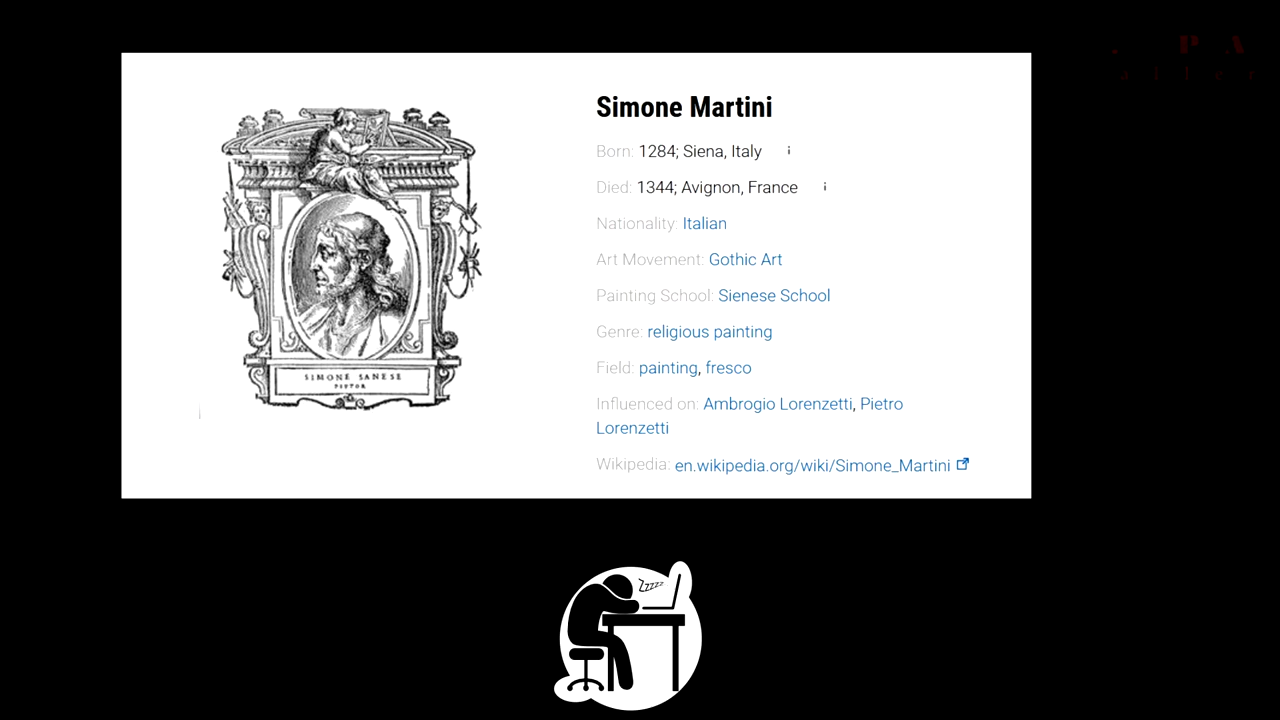 Simone Martini
Born: 1284; Siena, Italy i
Died: 1344; Avignon, France i
Nationality: Italian
Art Movement: Gothic Art
Painting School: Sienese School
Genre: religious painting
Field: painting, fresco
Influenced on: Ambrogio Lorenzetti, Pietro
Lorenzetti
Wikipedia: en.wikipedia.org/wiki/Simone_Martini
SIMONE SANESE
PITTOR
Zzzzz